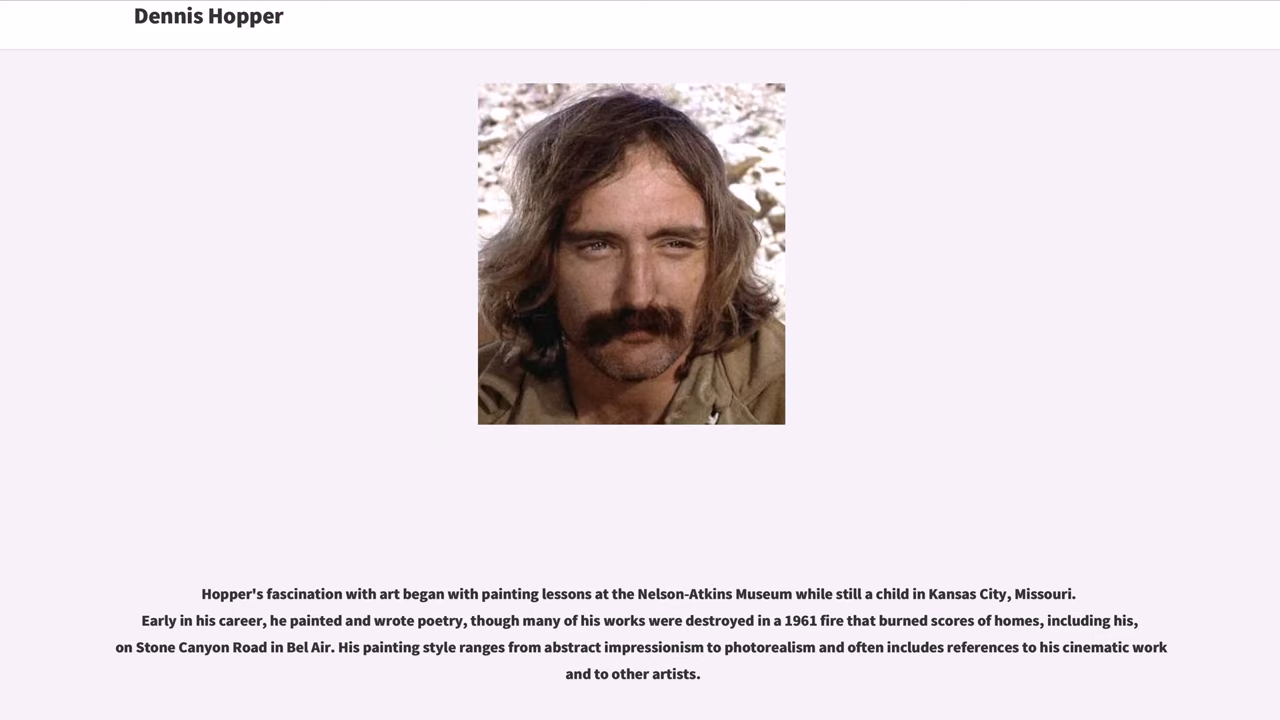 Dennis Hopper
Hopper's fascination with art began with painting lessons at the Nelson-Atkins Museum while still a child in Kansas City, Missouri.
Early in his career, he painted and wrote poetry, though many of his works were destroyed in a 1961 fire that burned scores of homes, including his,
on Stone Canyon Road in Bel Air. His painting style ranges from abstract impressionism to photorealism and often includes references to his cinematic work
and to other artists.